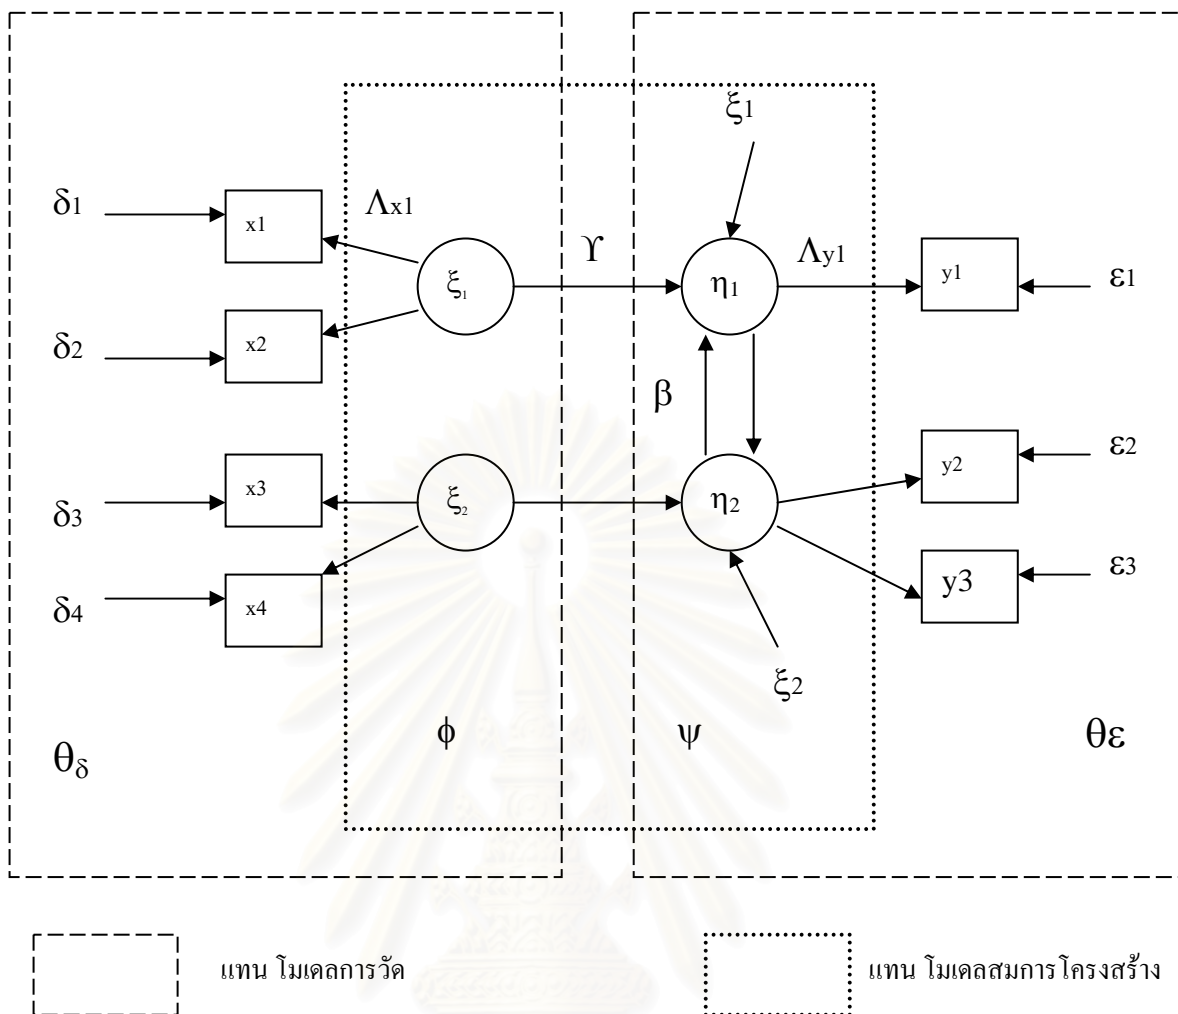 ξ1
δ1
Λx1
x1
ϒ
Λy1
ξ1
η1
y1
ε1
δ2
x2
β
ε2
y2
x3
ξ2
η2
δ3
ε3
y3
δ4
x4
ξ2
θδ
ϕ
ψ
θε
แทน โมเดลการวัด
แทน โมเดลสมการโครงสร้าง